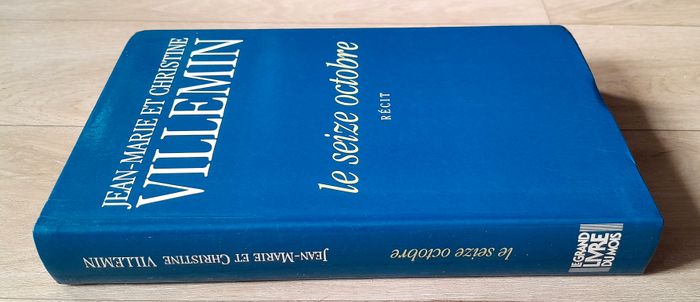 JEAN-MARIE ET CHRISTINE
VILLEMIN
le seize octobre
RÉCIT
JEAN-MARIE ET CHRISTINE VILLEMIN
le seize octobre
LE GRAND
LIVRE
DU MOIS